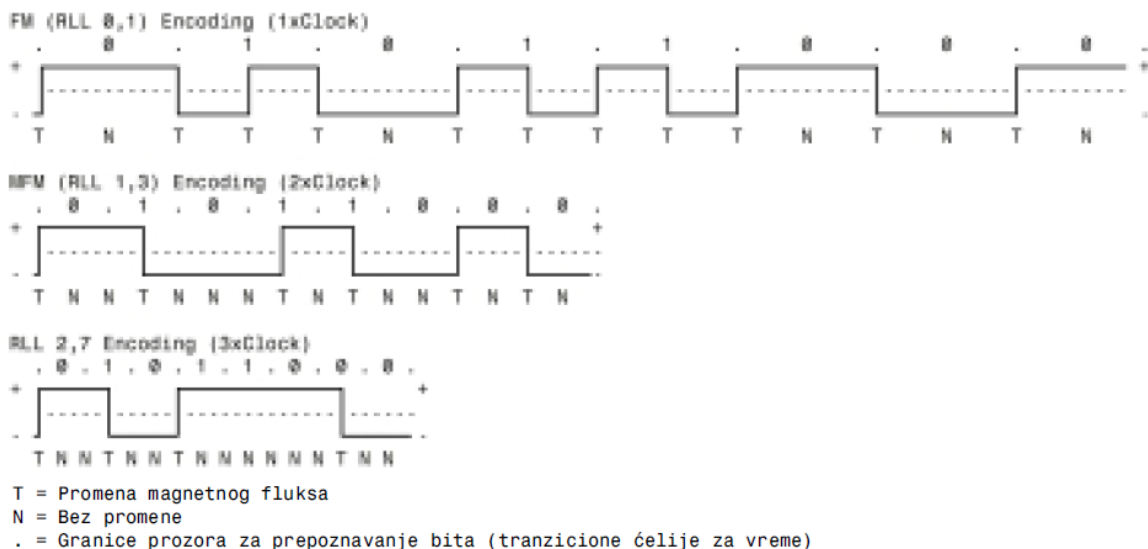 FM (RLL 0,1) Encoding (1xClock)
. 0 . 1 . 0 . 1 . 1 . 0 . 0 . 0 .
+ +
- -
T N T T T N T T T T T N T N T N
MFM (RLL 1,3) Encoding (2xClock)
. 0 . 1 . 0 . 1 . 1 . 0 . 0 . 0 .
+ +
- -
T N N T N N N T N T N N T N T N
RLL 2,7 Encoding (3xClock)
. 0 . 1 . 0 . 1 . 1 . 0 . 0 . 0 .
+ +
- -
T N N T N N T N N N N N N T N N
T = Promena magnetnog fluksa
N = Bez promene
. = Granice prozora za prepoznavanje bita (tranzicione ćelije za vreme)